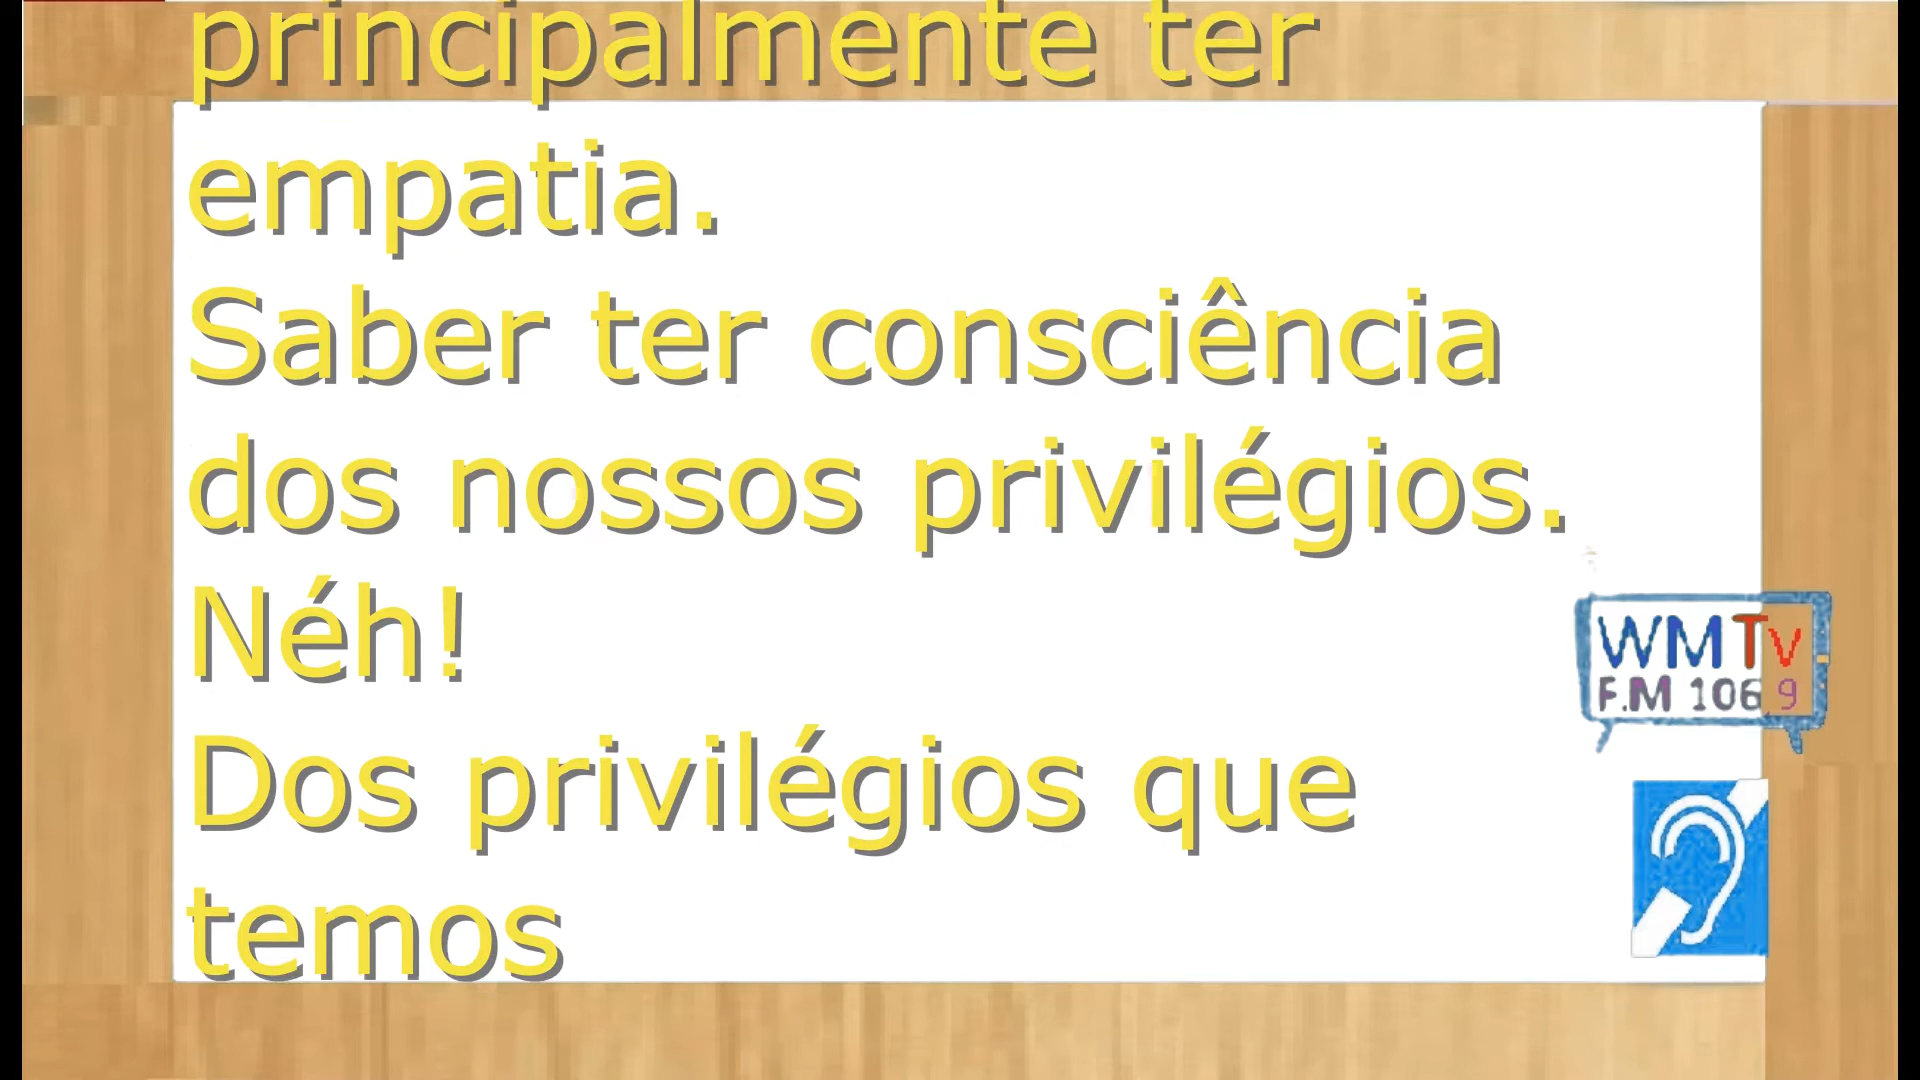 principalmente ter
empatia.
Saber ter consciência
dos nossos privilégios.
Néh!
Dos privilégios que
temos
WMTv
F.M 106,9